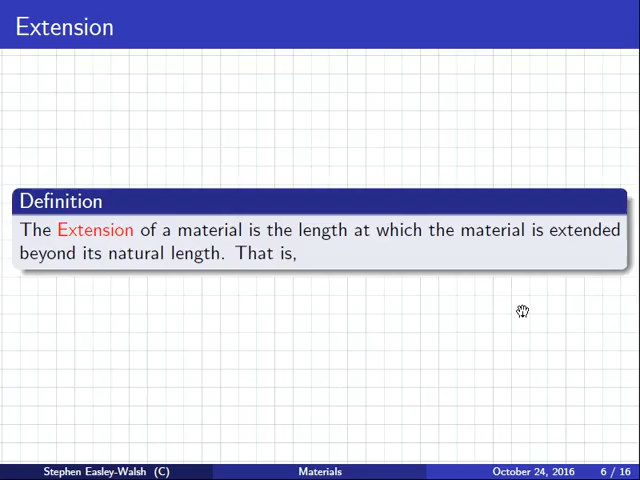 Extension
Definition
The Extension of a material is the length at which the material is extended
beyond its natural length. That is,
Stephen Easley-Walsh (C) Materials October 24, 2016 6 / 16